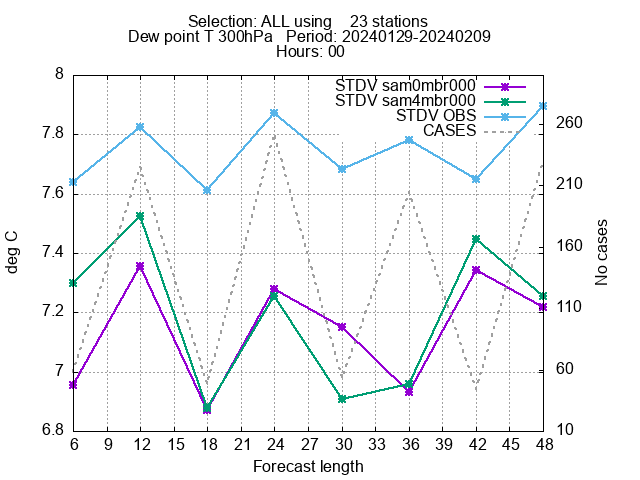 Selection: ALL using    23 stations
Dew point T 300hPa   Period: 20240129-20240209
Hours: 00
STDV sam0mbr000
STDV sam4mbr000
STDV OBS
CASES
8
7.8
7.6
7.4
7.2
7
6.8
deg C
260
210
160
110
60
10
No cases
6 9 12 15 18 21 24 27 30 33 36 39 42 45 48
Forecast length